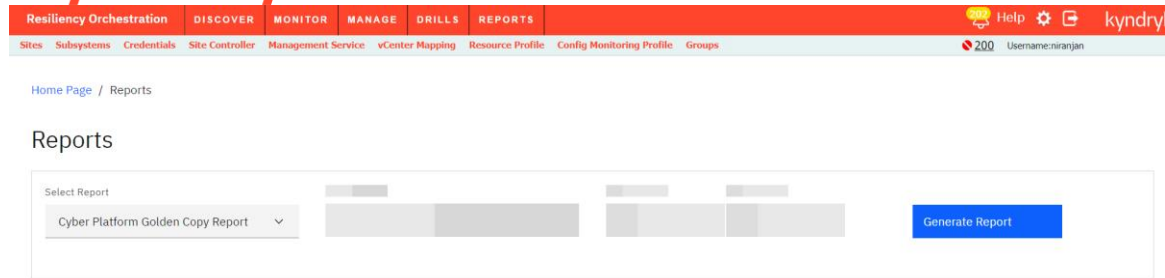 Resiliency Orchestration DISCOVER MONITOR MANAGE DRILLS REPORTS 202 Help kyndryl
Sites Subsystems Credentials Site Controller Management Service vCenter Mapping Resource Profile Config Monitoring Profile Groups 200 Username:niranjan
Home Page / Reports
Reports
Select Report
Cyber Platform Golden Copy Report
Generate Report